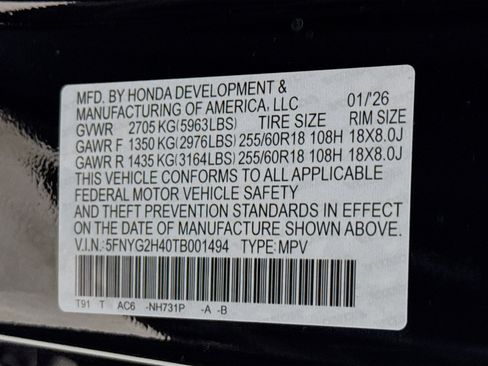 MFD. BY HONDA DEVELOPMENT &
MANUFACTURING OF AMERICA, LLC 01/'26
GVWR 2705 KG(5963LBS) TIRE SIZE RIM SIZE
GAWR F 1350 KG(2976LBS) 255/60R18 108H 18X8.0J
GAWR R 1435 KG(3164LBS) 255/60R18 108H 18X8.0J
THIS VEHICLE CONFORMS TO ALL APPLICABLE
FEDERAL MOTOR VEHICLE SAFETY
AND THEFT PREVENTION STANDARDS IN EFFECT
ON THE DATE OF MANUFACTURE SHOWN ABOVE.
V.I.N.: 5FNYG2H40TB001494 TYPE: MPV
T91 T AC6 -NH731P -A -B